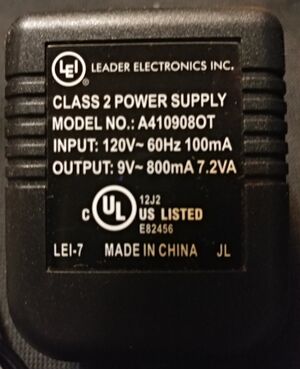 LEI ® LEADER ELECTRONICS INC.
CLASS 2 POWER SUPPLY
MODEL NO.: A410908OT
INPUT: 120V~ 60Hz 100mA
OUTPUT: 9V~ 800mA 7.2VA
12J2
C UL US LISTED
E82456
LEI-7 MADE IN CHINA JL